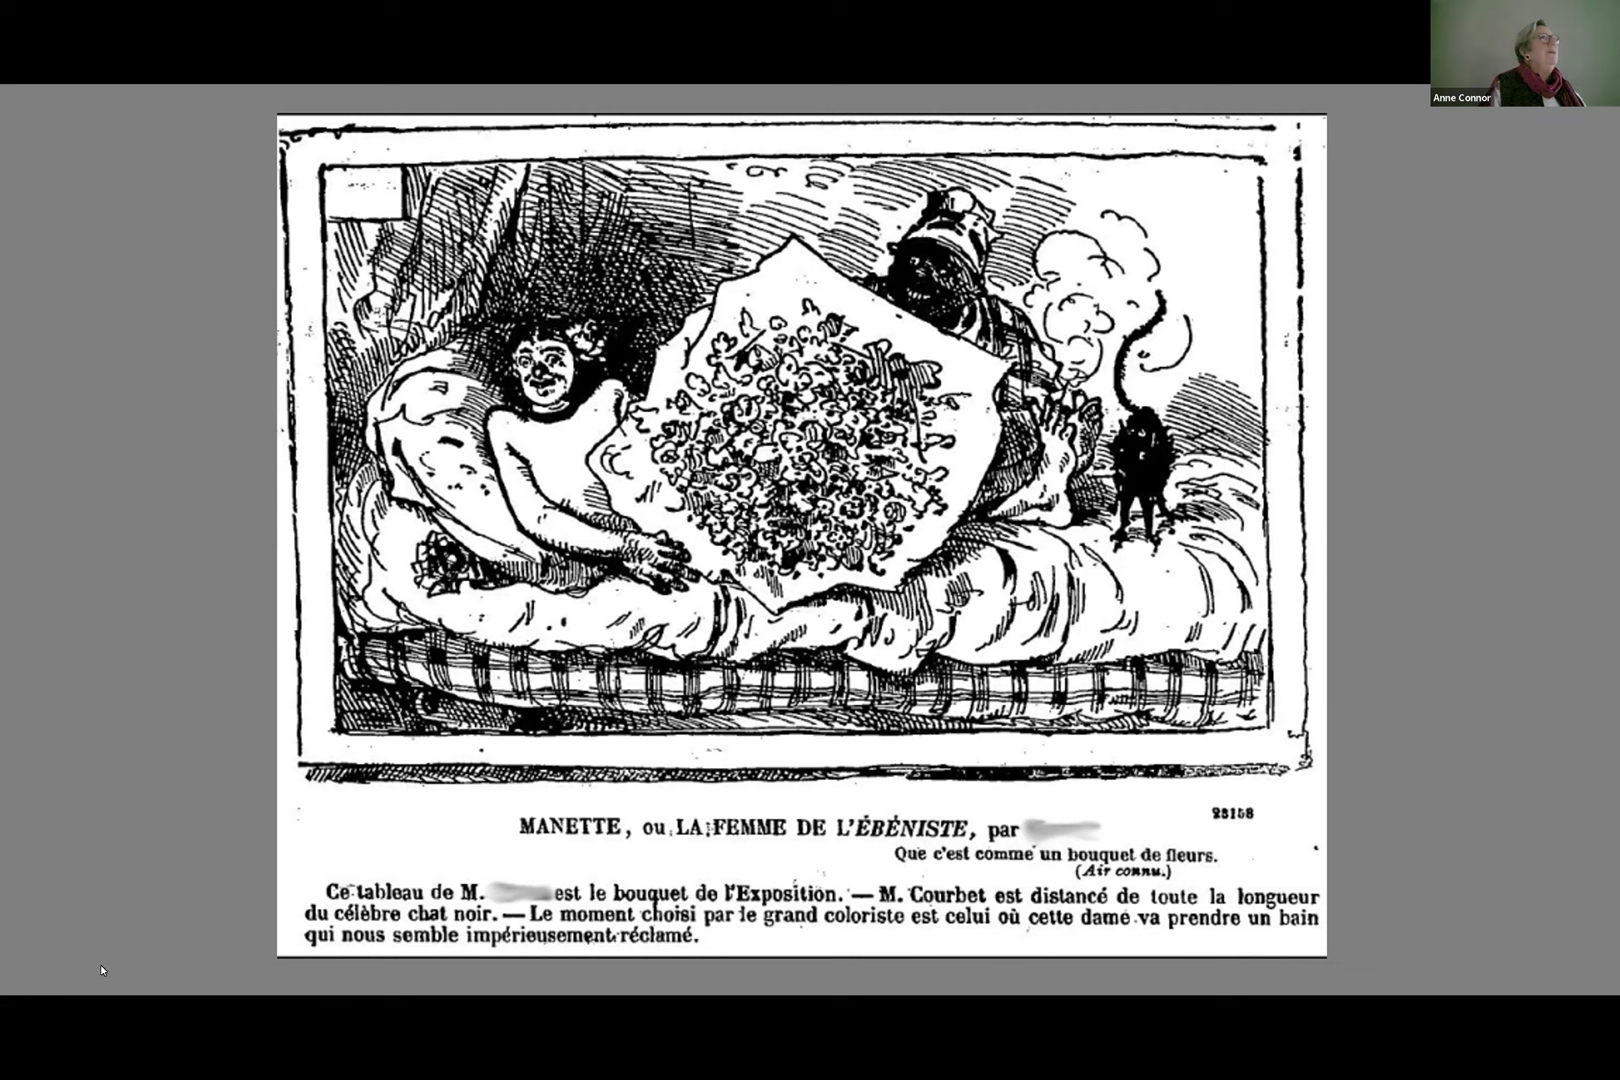 Anne Connor
28158
MANETTE, ou LA FEMME DE L'ÉBÉNISTE, par
Que c'est comme un bouquet de fleurs.
(Air connu.)
Ce tableau de M. est le bouquet de l'Exposition. — M. Courbet est distancé de toute la longueur
du célèbre chat noir. — Le moment choisi par le grand coloriste est celui où cette dame va prendre un bain
qui nous semble impérieusement réclamé.